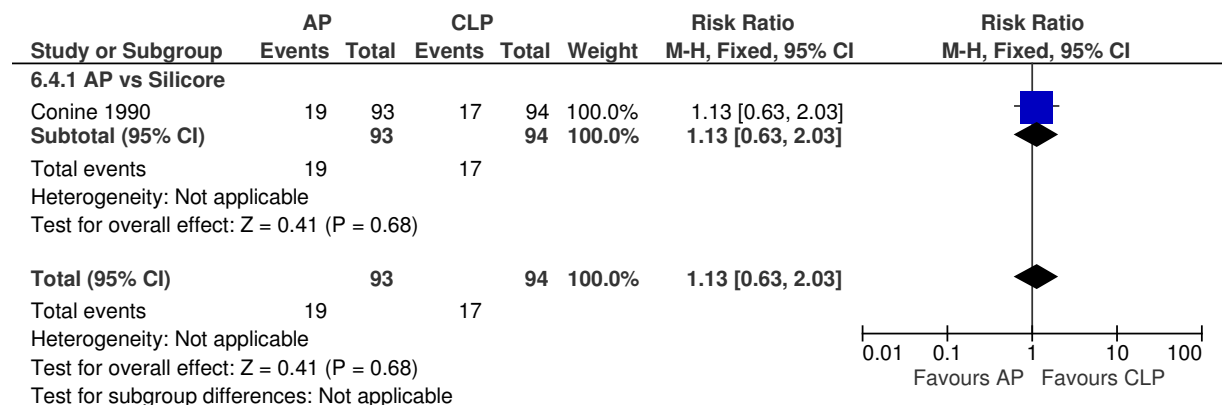 AP CLP Risk Ratio Risk Ratio
Study or Subgroup Events Total Events Total Weight M-H, Fixed, 95% CI M-H, Fixed, 95% CI
6.4.1 AP vs Silicore
Conine 1990 19 93 17 94 100.0% 1.13 [0.63, 2.03]
Subtotal (95% CI) 93 94 100.0% 1.13 [0.63, 2.03]
Total events 19 17
Heterogeneity: Not applicable
Test for overall effect: Z = 0.41 (P = 0.68)
Total (95% CI) 93 94 100.0% 1.13 [0.63, 2.03]
Total events 19 17
Heterogeneity: Not applicable
Test for overall effect: Z = 0.41 (P = 0.68)
Test for subgroup differences: Not applicable
0.01 0.1 1 10 100
Favours AP Favours CLP